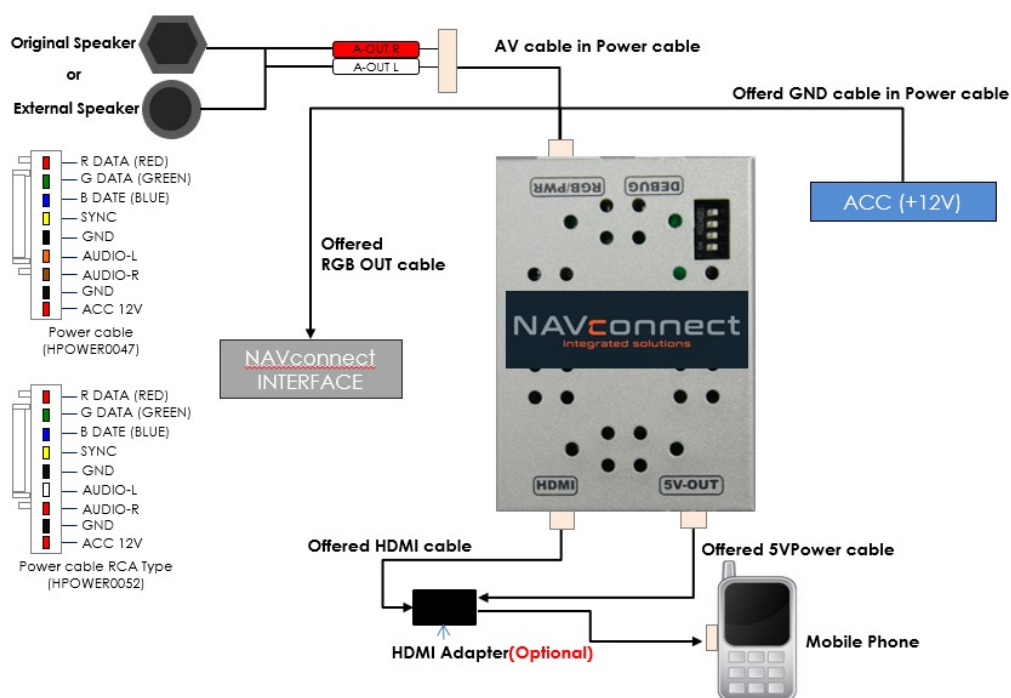 Original Speaker
or
External Speaker
A-OUT R
A-OUT L
AV cable in Power cable
Offerd GND cable in Power cable
ACC (+12V)
R DATA (RED)
G DATA (GREEN)
B DATE (BLUE)
SYNC
GND
AUDIO-L
AUDIO-R
GND
ACC 12V
Power cable
(HPOWER0047)
Offered
RGB OUT cable
NAVconnect
INTERFACE
RGB/PWR
DEBUG
NAVconnect
integrated solutions
HDMI
5V-OUT
R DATA (RED)
G DATA (GREEN)
B DATE (BLUE)
SYNC
GND
AUDIO-L
AUDIO-R
GND
ACC 12V
Power cable RCA Type
(HPOWER0052)
Offered HDMI cable
Offered 5VPower cable
HDMI Adapter(Optional)
Mobile Phone